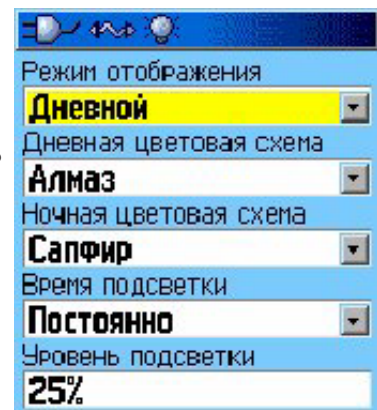 Режим отображения
Дневной
Дневная цветовая схема
Алмаз
Ночная цветовая схема
Сапфир
Время подсветки
Постоянно
Уровень подсветки
25%